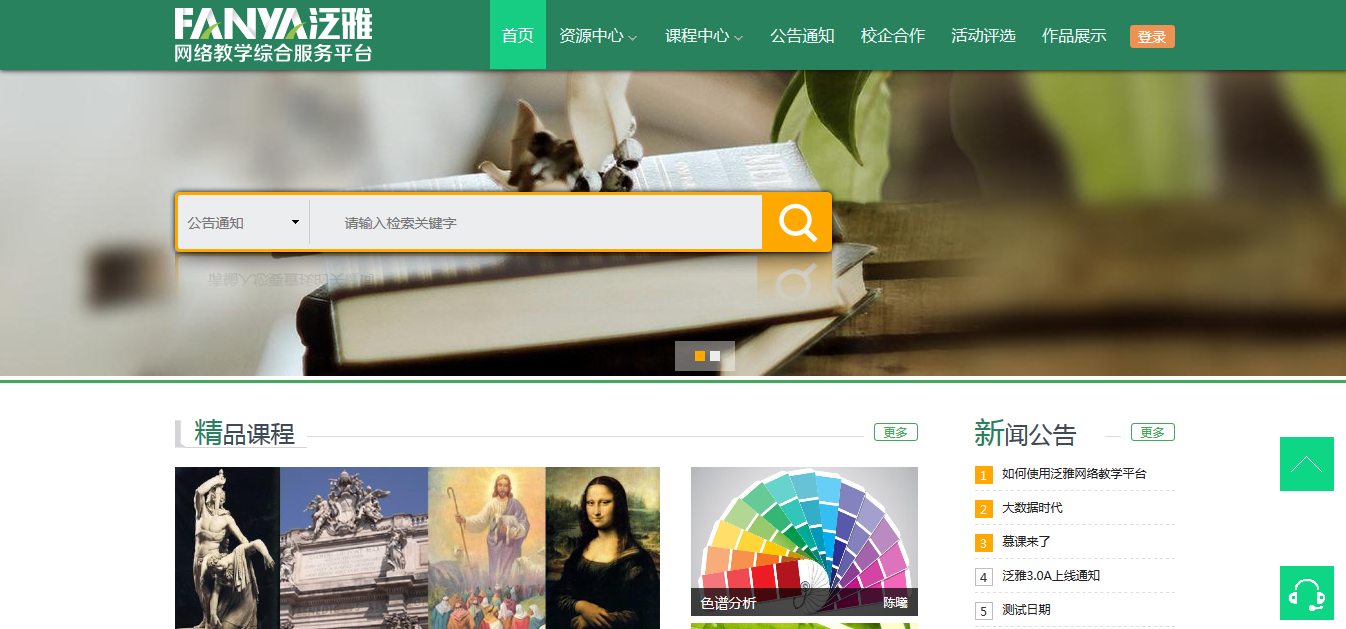 FANYA泛雅
网络教学综合服务平台
首页 资源中心 课程中心 公告通知 校企合作 活动评选 作品展示 登录
公告通知 请输入检索关键字
精品课程 更多
新闻公告 更多
1 如何使用泛雅网络教学平台
2 大数据时代
3 慕课来了
4 泛雅3.0A上线通知
5 测试日期
色谱分析 陈曦